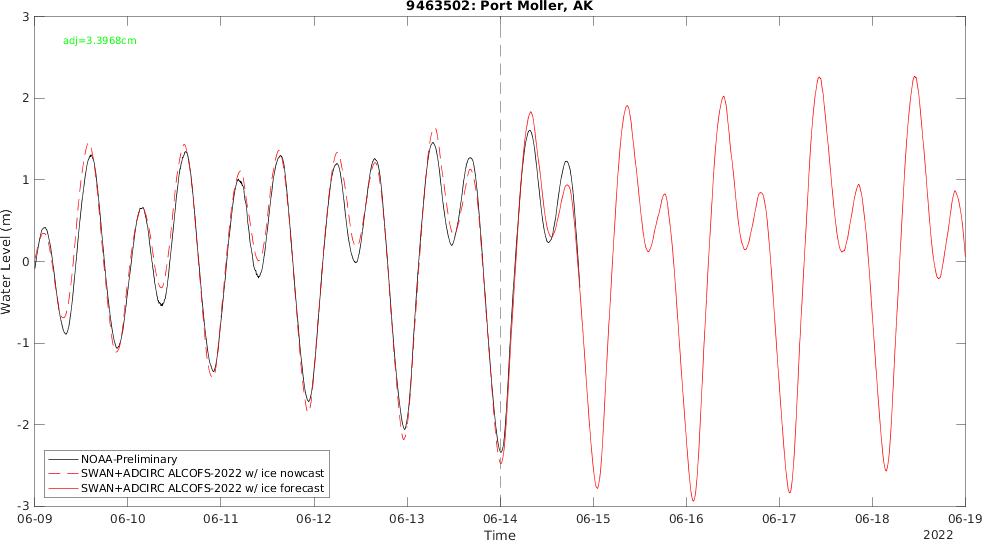 9463502: Port Moller, AK
adj=3.3968cm
3
2
1
0
-1
-2
-3
Water Level (m)
NOAA-Preliminary
SWAN+ADCIRC ALCOFS-2022 w/ ice nowcast
SWAN+ADCIRC ALCOFS-2022 w/ ice forecast
06-09 06-10 06-11 06-12 06-13 06-14 06-15 06-16 06-17 06-18 06-19
Time
2022